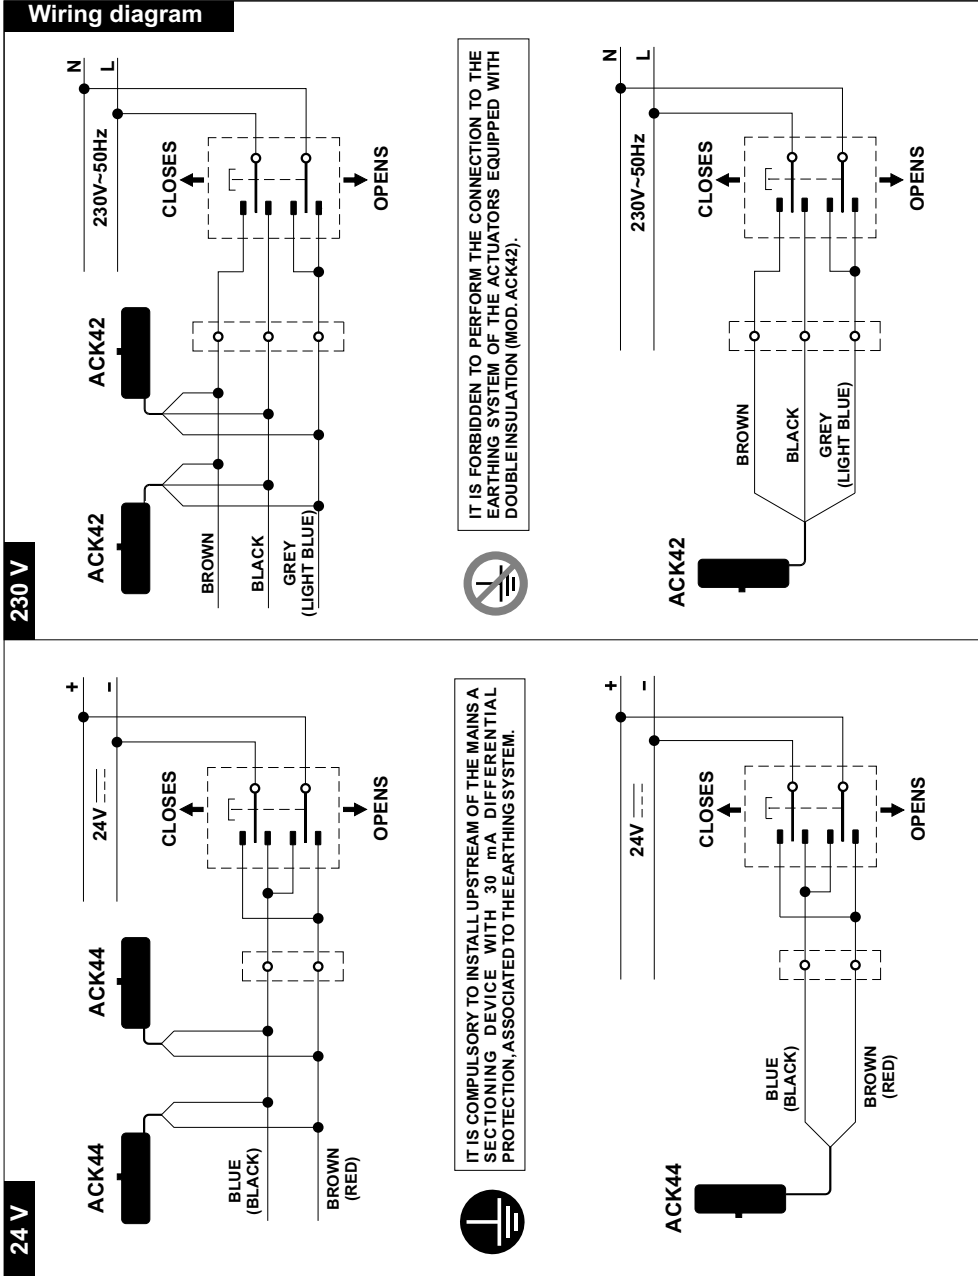 Wiring diagram
230 V
N
L
230V~50Hz
CLOSES
OPENS
ACK42
ACK42
BROWN
BLACK
GREY
(LIGHT BLUE)
IT IS FORBIDDEN TO PERFORM THE CONNECTION TO THE
EARTHING SYSTEM OF THE ACTUATORS EQUIPPED WITH
DOUBLE INSULATION (MOD. ACK42).
N
L
230V~50Hz
CLOSES
OPENS
BROWN
BLACK
GREY
(LIGHT BLUE)
ACK42
24 V
+
–
24V
CLOSES
OPENS
ACK44
ACK44
BLUE
(BLACK)
BROWN
(RED)
IT IS COMPULSORY TO INSTALL UPSTREAM OF THE MAINS A
SECTIONING DEVICE WITH 30 mA DIFFERENTIAL
PROTECTION, ASSOCIATED TO THE EARTHING SYSTEM.
+
–
24V
CLOSES
OPENS
BLUE
(BLACK)
BROWN
(RED)
ACK44